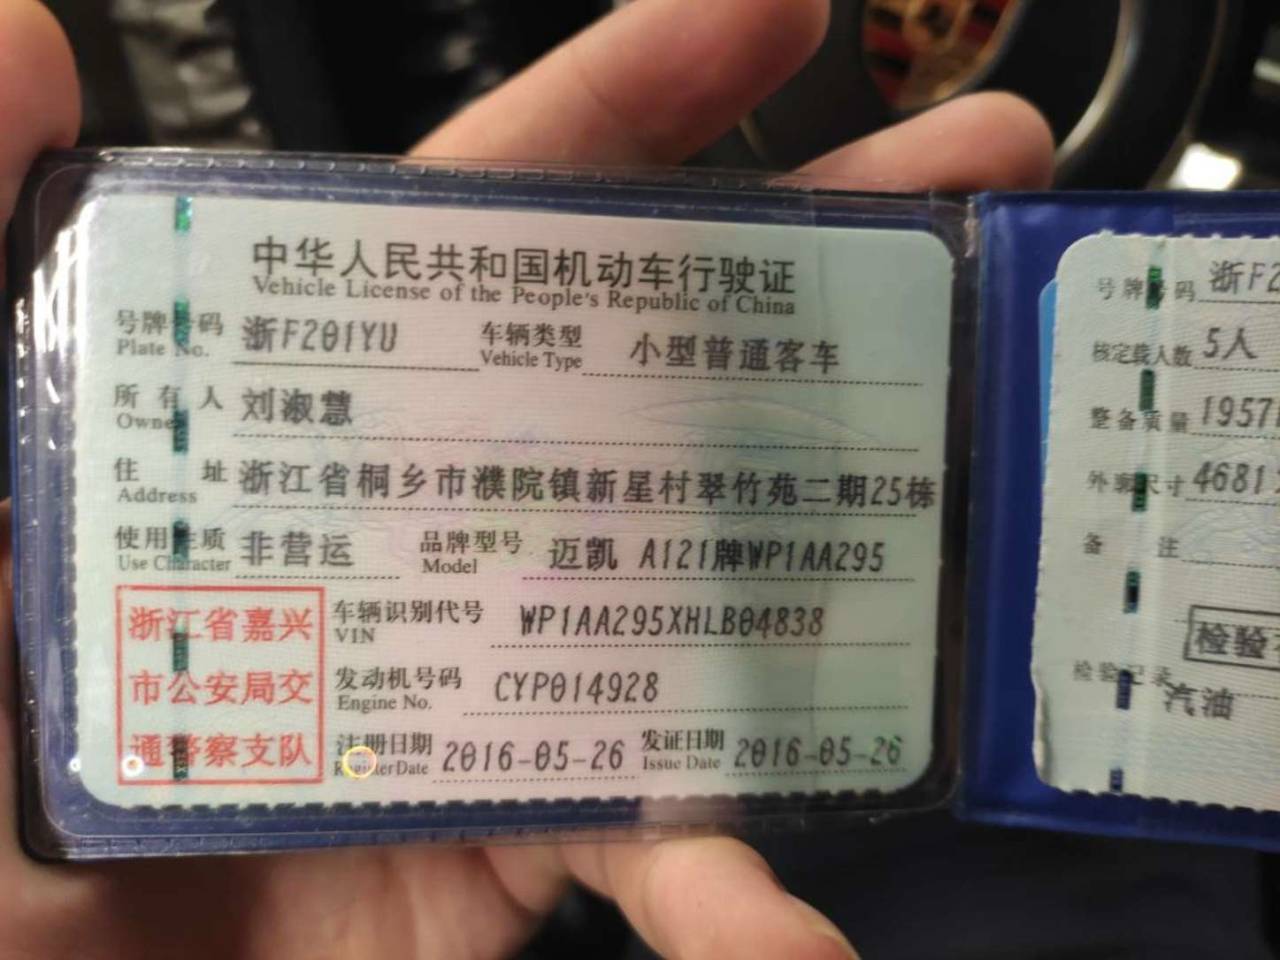 中华人民共和国机动车行驶证
Vehicle License of the People's Republic of China
号牌号码 浙F201YU 车辆类型 小型普通客车
Plate No. Vehicle Type
所有人 刘淑慧
Owner
住址 浙江省桐乡市濮院镇新星村翠竹苑二期25栋
Address
使用性质 非营运 品牌型号 迈凯 A121牌WP1AA295
Use Character Model
浙江省嘉兴
市公安局交
通警察支队
车辆识别代号 WP1AA295XHLB04838
VIN
发动机号码 CYP014928
Engine No.
注册日期 2016-05-26 发证日期 2016-05-26
Register Date Issue Date
号牌号码 浙F2
核定载人数 5人
整备质量 1957
外廓尺寸 4681
备注
检验
检验记录
汽油